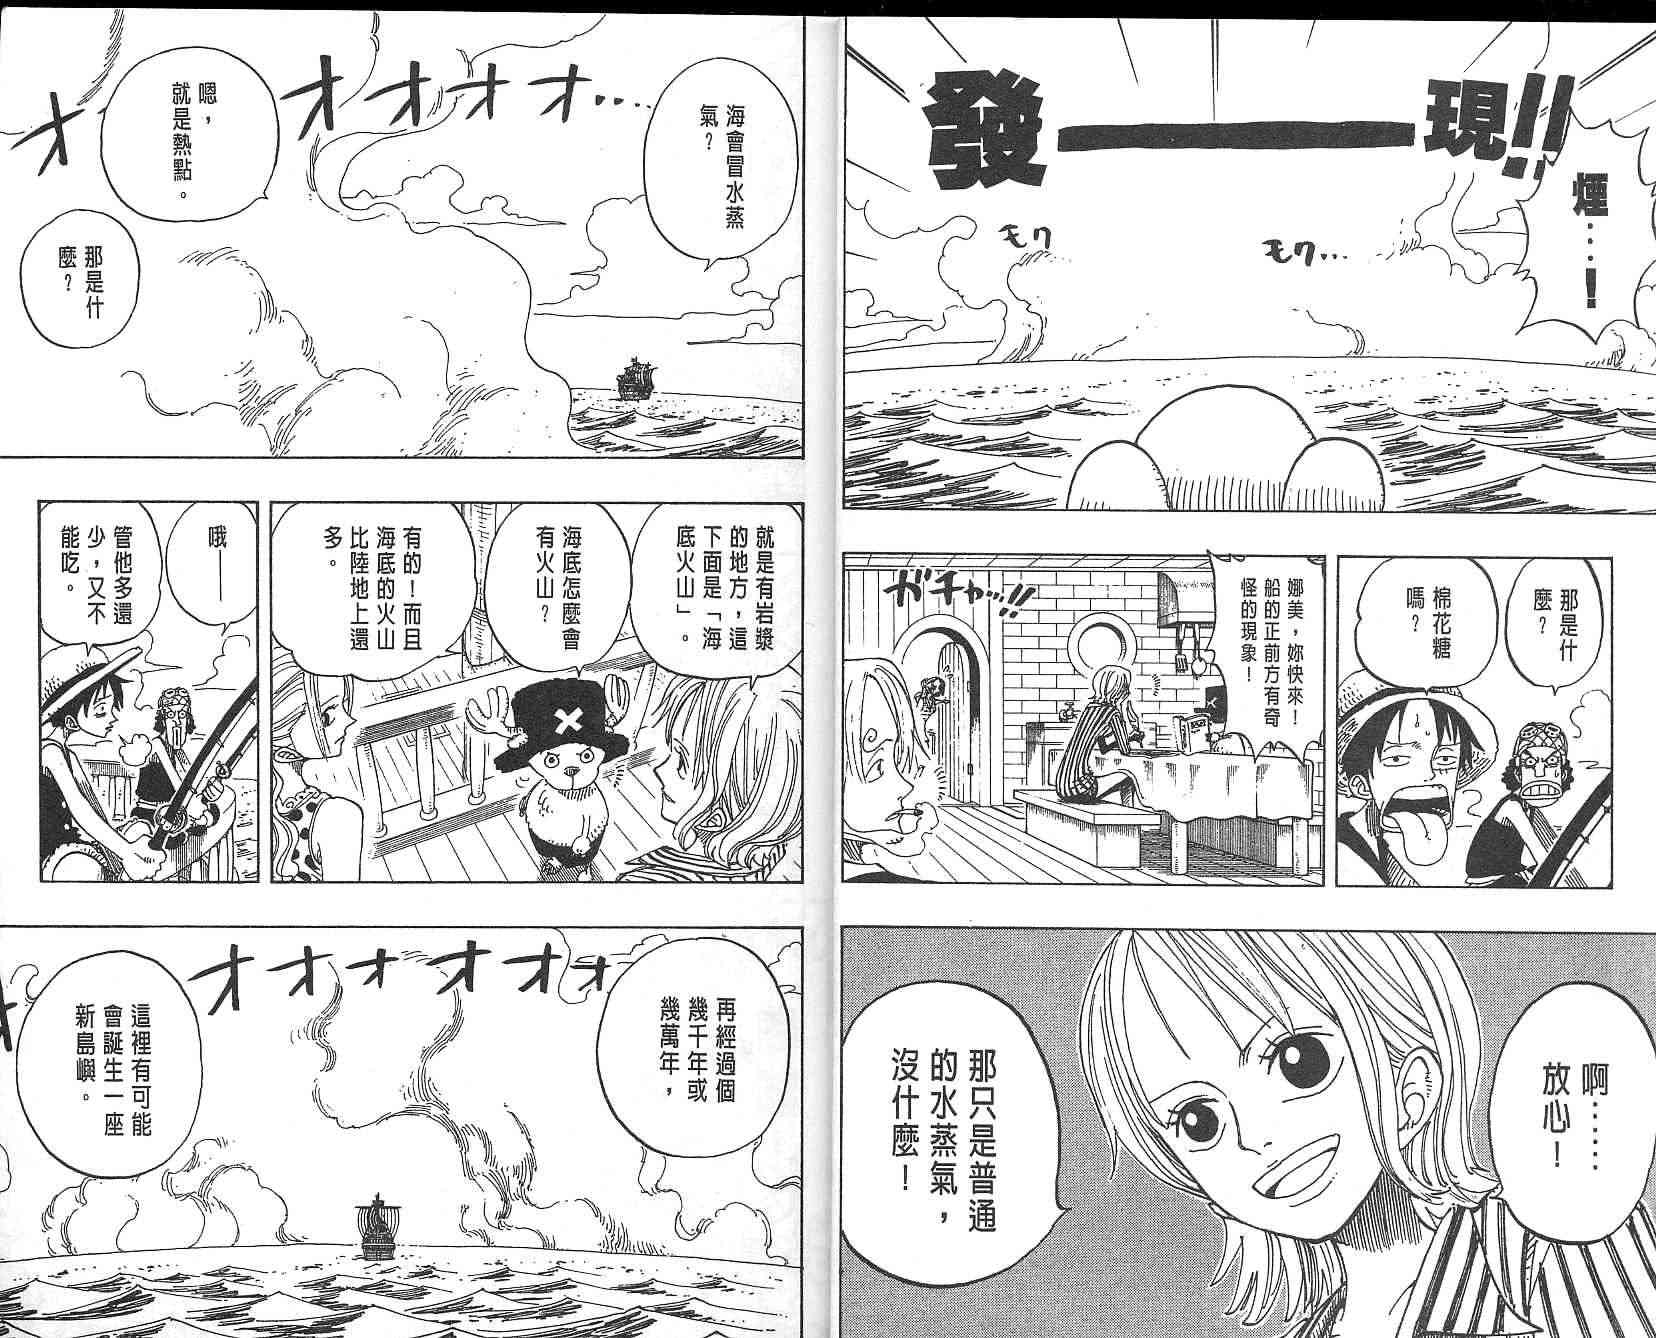 發——現!!
煙……！
モク
モク…
那是什
麼？
棉花糖
嗎？
娜美，妳快來！
船的正前方有奇
怪的現象！
ガチャ…!!
啊……
放心！
那只是普通
的水蒸氣，
沒什麼！
海會冒水蒸
氣？
オオオオオ……
嗯，
就是熱點。
那是什
麼？
就是有岩漿
的地方，這
下面是「海
底火山」。
海底怎麼會
有火山？
有的！而且
海底的火山
比陸地上還
多。
哦——
管他多還
少，又不
能吃。
再經過個
幾千年或
幾萬年，
オオオオオオ
這裡有可能
會誕生一座
新島嶼。